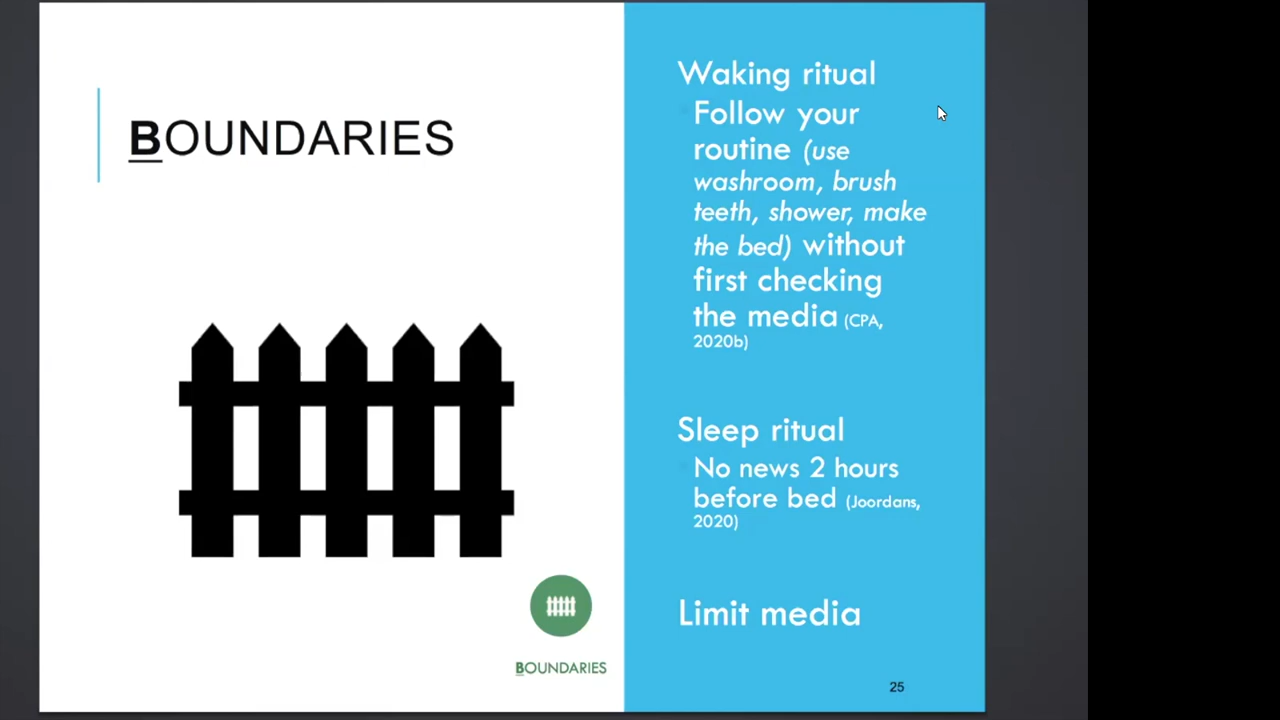 BOUNDARIES
Waking ritual
Follow your
routine (use
washroom, brush
teeth, shower, make
the bed) without
first checking
the media (CPA,
2020b)
Sleep ritual
No news 2 hours
before bed (Joordans,
2020)
Limit media
BOUNDARIES
25